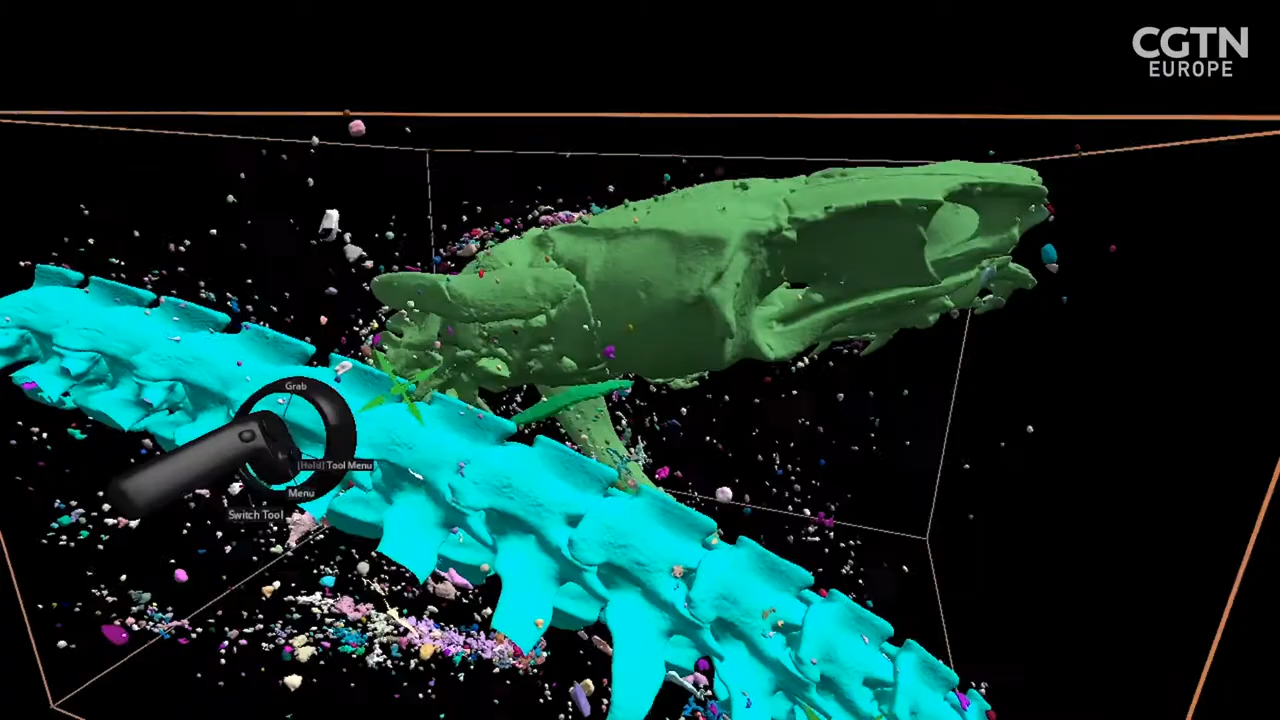 CGTN
EUROPE
Grab
[Hold] Tool Menu
Menu
Switch Tool